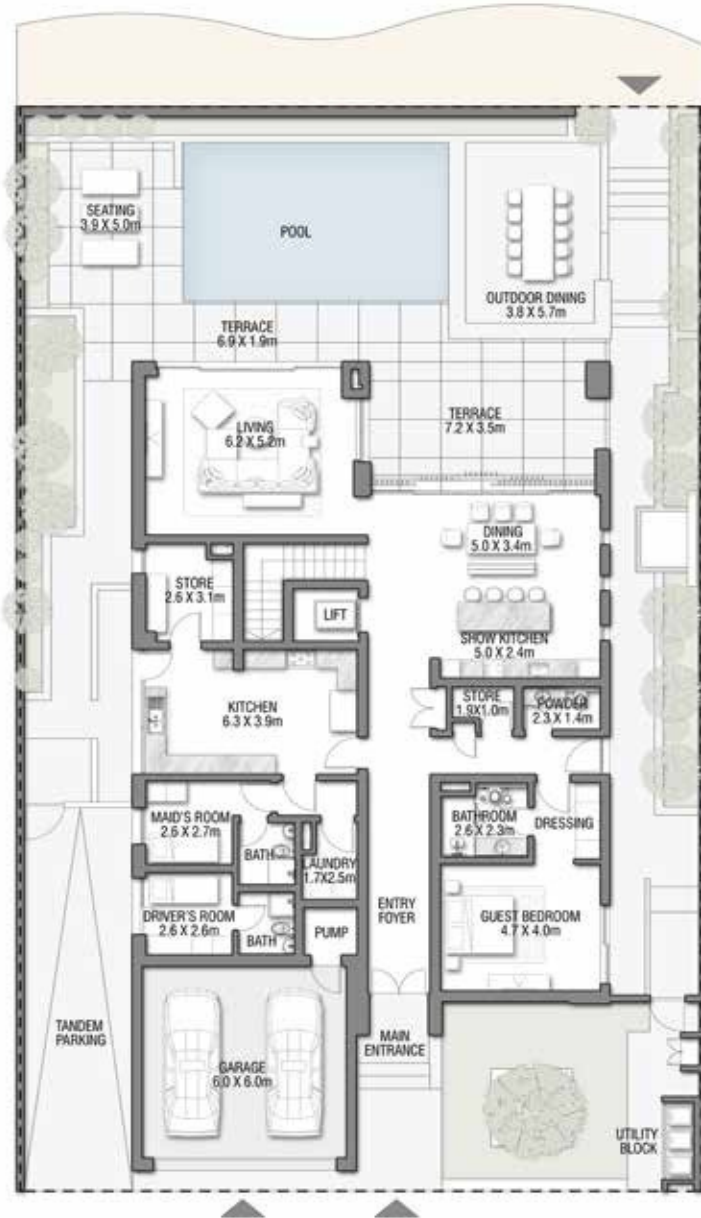 SEATING
3.9 X 5.0m
POOL
OUTDOOR DINING
3.8 X 5.7m
TERRACE
6.9 X 1.9m
TERRACE
7.2 X 3.5m
LIVING
6.2 X 5.2m
DINING
5.0 X 3.4m
STORE
2.6 X 3.1m
LIFT
SHOW KITCHEN
5.0 X 2.4m
KITCHEN
6.3 X 3.9m
STORE
1.9X1.0m
POWDER
2.3 X 1.4m
MAID'S ROOM
2.6 X 2.7m
BATH
LAUNDRY
1.7X2.5m
BATHROOM
2.6 X 2.3m
DRESSING
DRIVER'S ROOM
2.6 X 2.6m
BATH
PUMP
ENTRY
FOYER
GUEST BEDROOM
4.7 X 4.0m
TANDEM
PARKING
GARAGE
6.0 X 6.0m
MAIN
ENTRANCE
UTILITY
BLOCK